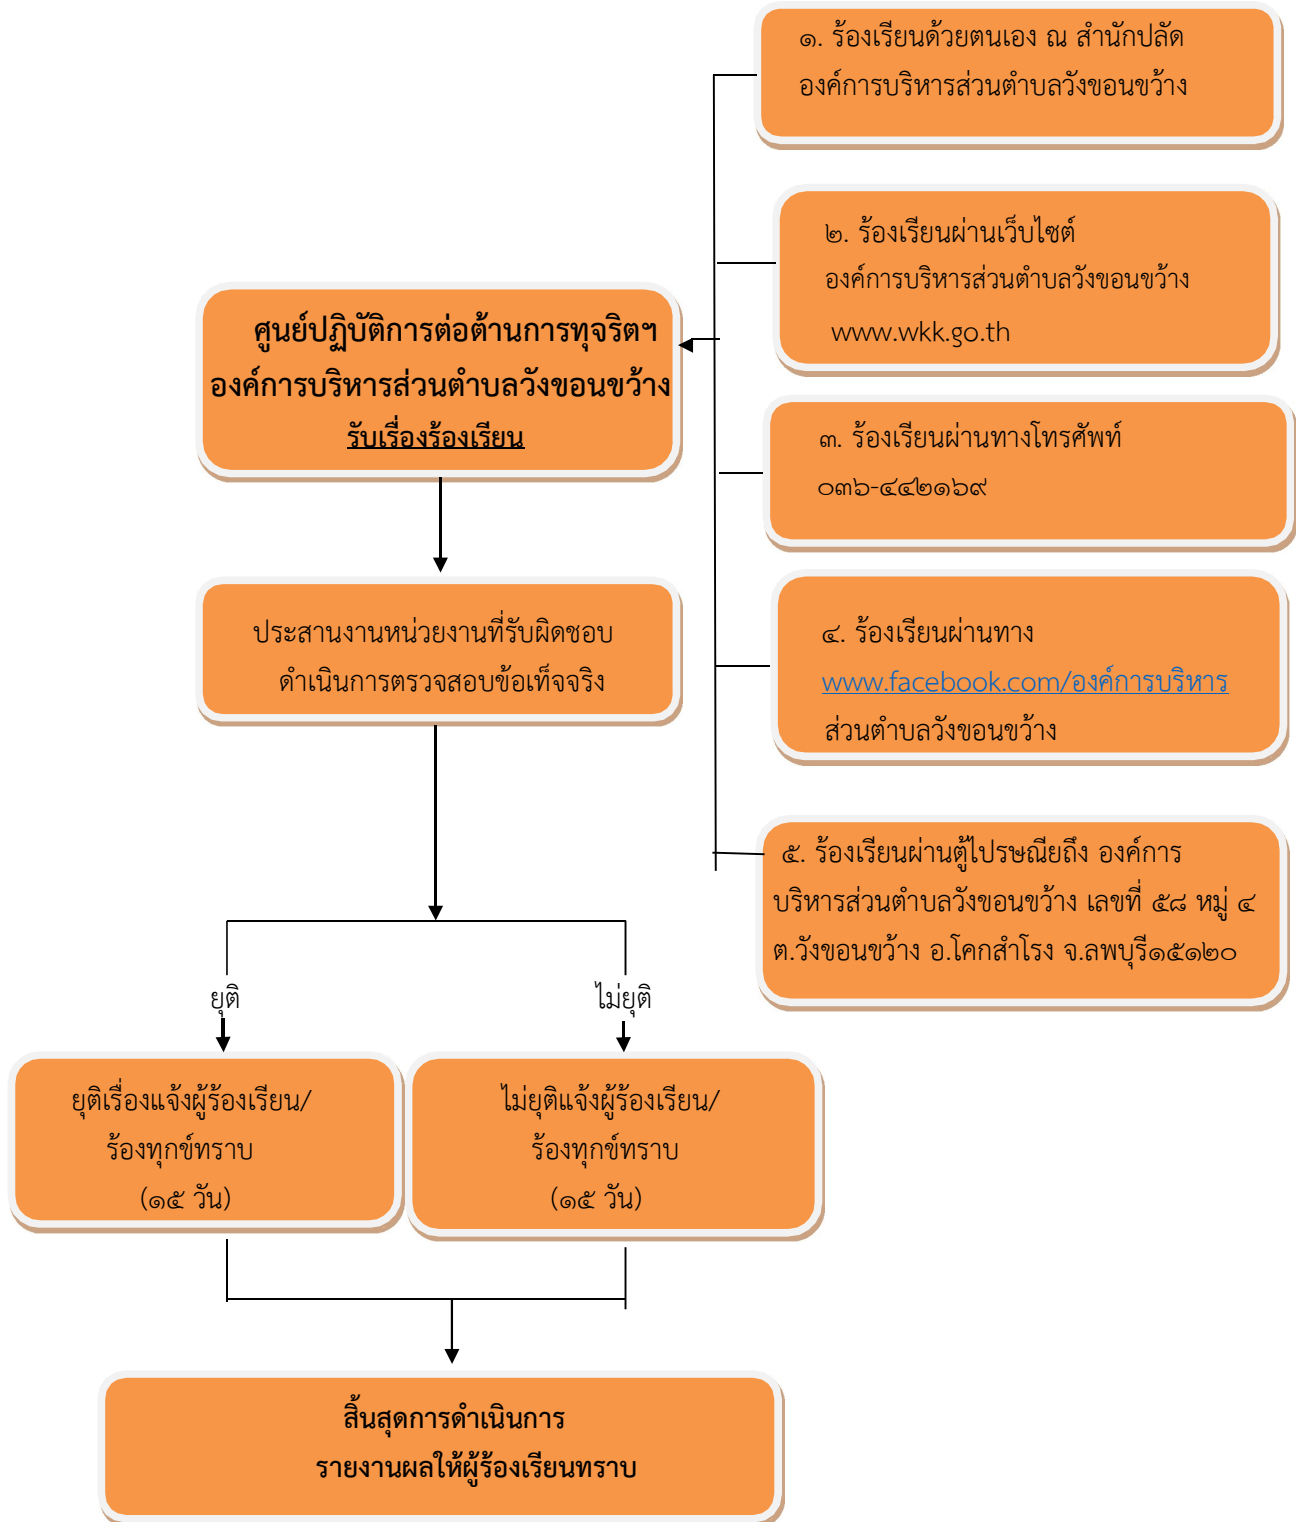 ๑. ร้องเรียนด้วยตนเอง ณ สำนักปลัด
องค์การบริหารส่วนตำบลวังขอนขว้าง
๒. ร้องเรียนผ่านเว็บไซต์
องค์การบริหารส่วนตำบลวังขอนขว้าง
www.wkk.go.th
ศูนย์ปฏิบัติการต่อต้านการทุจริตฯ
องค์การบริหารส่วนตำบลวังขอนขว้าง
รับเรื่องร้องเรียน
๓. ร้องเรียนผ่านทางโทรศัพท์
๐๓๖-๔๔๒๑๖๙
ประสานงานหน่วยงานที่รับผิดชอบ
ดำเนินการตรวจสอบข้อเท็จจริง
๔. ร้องเรียนผ่านทาง
www.facebook.com/องค์การบริหาร
ส่วนตำบลวังขอนขว้าง
๕. ร้องเรียนผ่านตู้ไปรษณียถึง องค์การ
บริหารส่วนตำบลวังขอนขว้าง เลขที่ ๕๘ หมู่ ๔
ต.วังขอนขว้าง อ.โคกสำโรง จ.ลพบุรี๑๕๑๒๐
ยุติ
ไม่ยุติ
ยุติเรื่องแจ้งผู้ร้องเรียน/
ร้องทุกข์ทราบ
(๑๕ วัน)
ไม่ยุติแจ้งผู้ร้องเรียน/
ร้องทุกข์ทราบ
(๑๕ วัน)
สิ้นสุดการดำเนินการ
รายงานผลให้ผู้ร้องเรียนทราบ